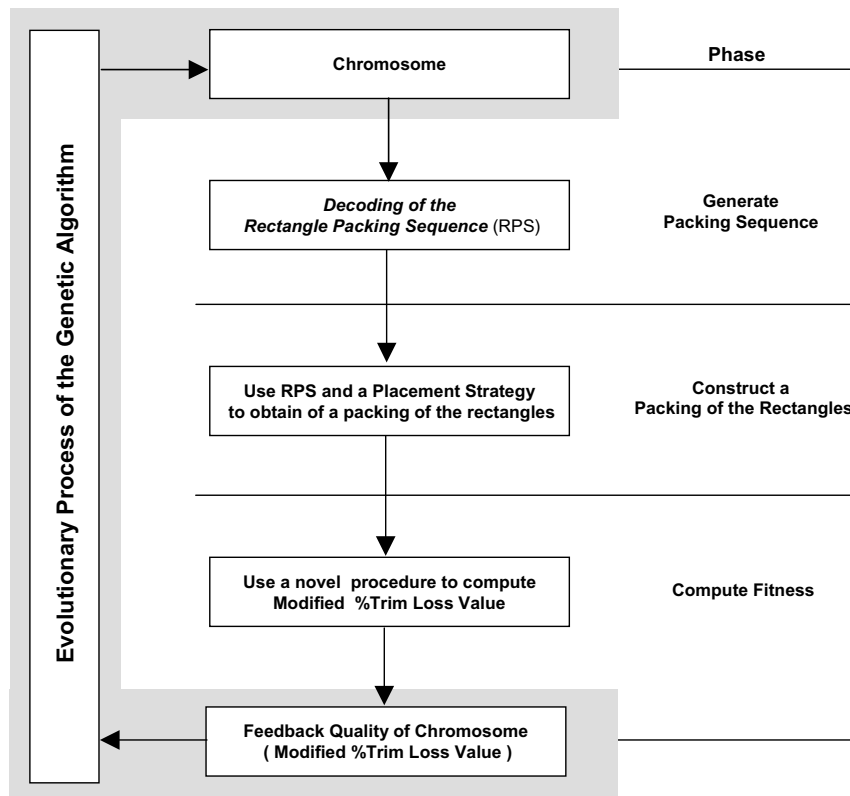 Evolutionary Process of the Genetic Algorithm
Chromosome
Phase
Decoding of the
Rectangle Packing Sequence (RPS)
Generate
Packing Sequence
Use RPS and a Placement Strategy
to obtain of a packing of the rectangles
Construct a
Packing of the Rectangles
Use a novel procedure to compute
Modified %Trim Loss Value
Compute Fitness
Feedback Quality of Chromosome
( Modified %Trim Loss Value )